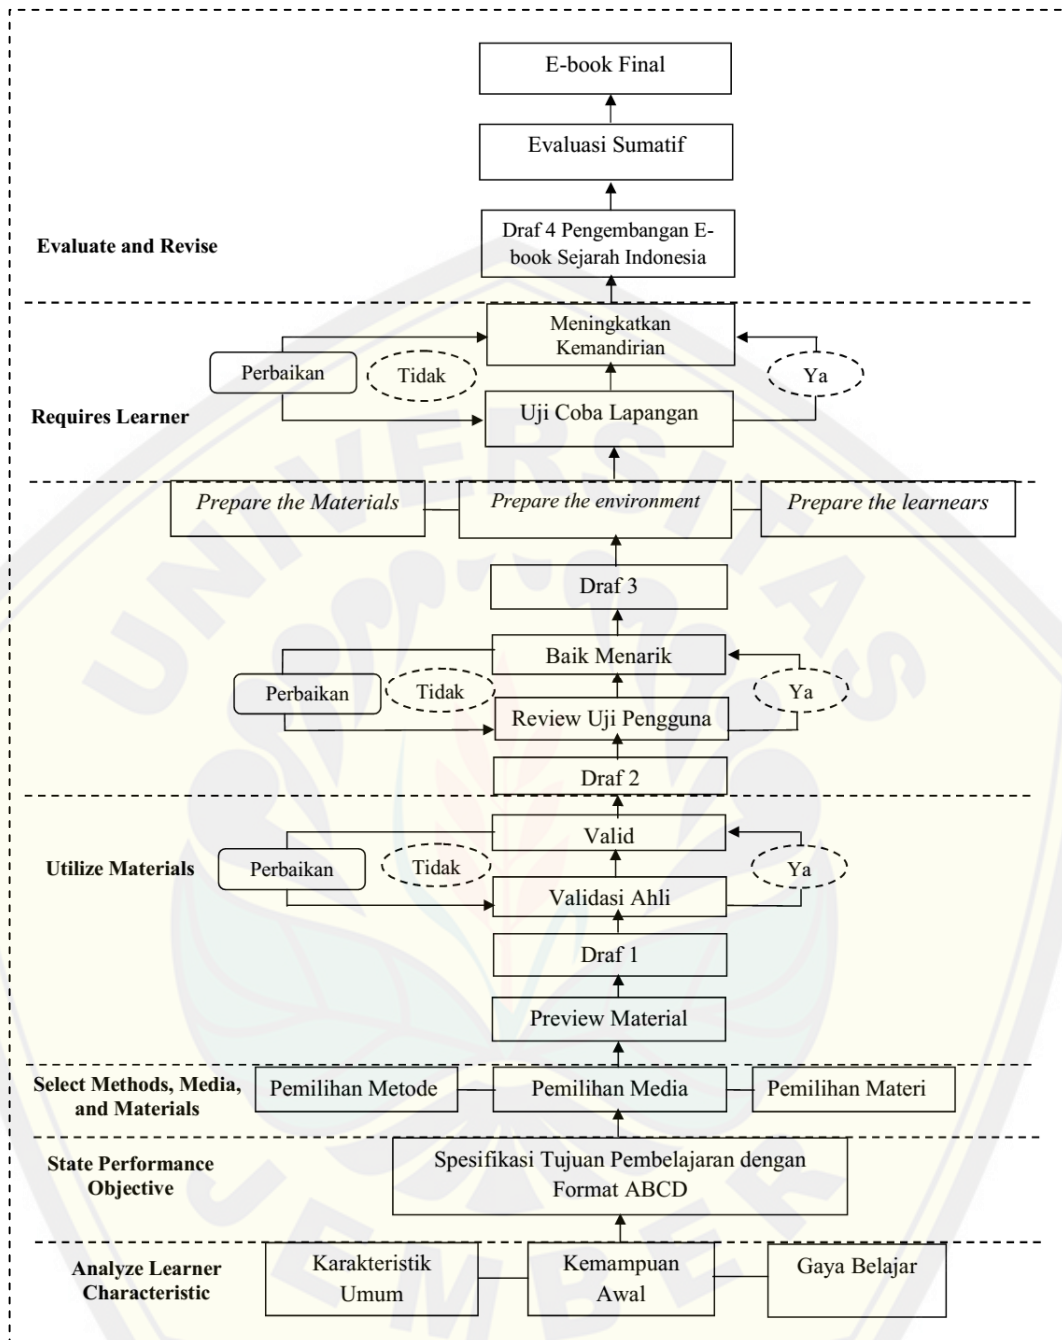 E-book Final
Evaluasi Sumatif
Draf 4 Pengembangan E-
book Sejarah Indonesia
Evaluate and Revise
Meningkatkan
Kemandirian
Perbaikan
Tidak
Ya
Requires Learner
Uji Coba Lapangan
Prepare the Materials
Prepare the environment
Prepare the learnears
Draf 3
Baik Menarik
Perbaikan
Tidak
Ya
Review Uji Pengguna
Draf 2
Valid
Utilize Materials
Perbaikan
Tidak
Ya
Validasi Ahli
Draf 1
Preview Material
Select Methods, Media,
and Materials
Pemilihan Metode
Pemilihan Media
Pemilihan Materi
State Performance
Objective
Spesifikasi Tujuan Pembelajaran dengan
Format ABCD
Analyze Learner
Characteristic
Karakteristik
Umum
Kemampuan
Awal
Gaya Belajar
UNIVERSITAS
JEMBER